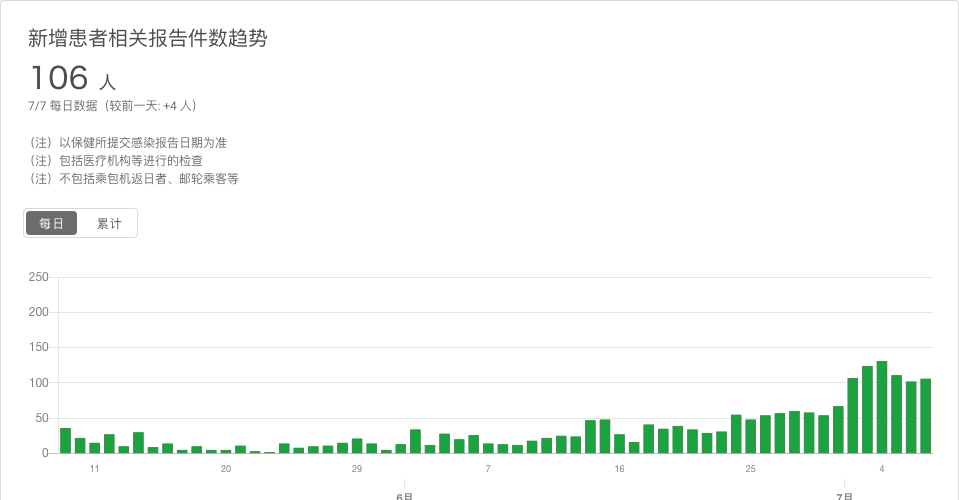 新增患者相关报告件数趋势
106 人
7/7 每日数据（较前一天: +4 人）
（注）以保健所提交感染报告日期为准
（注）包括医疗机构等进行的检查
（注）不包括乘包机返日者、邮轮乘客等
每日 累计
250
200
150
100
50
0
11 20 29 7 16 25 4
6月 7月